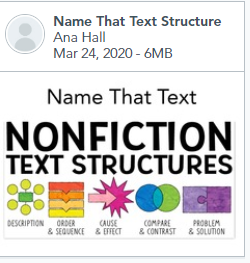 Name That Text Structure
Ana Hall
Mar 24, 2020 - 6MB
Name That Text
NONFICTION
TEXT STRUCTURES
DESCRIPTION
ORDER & SEQUENCE
CAUSE & EFFECT
COMPARE & CONTRAST
PROBLEM & SOLUTION